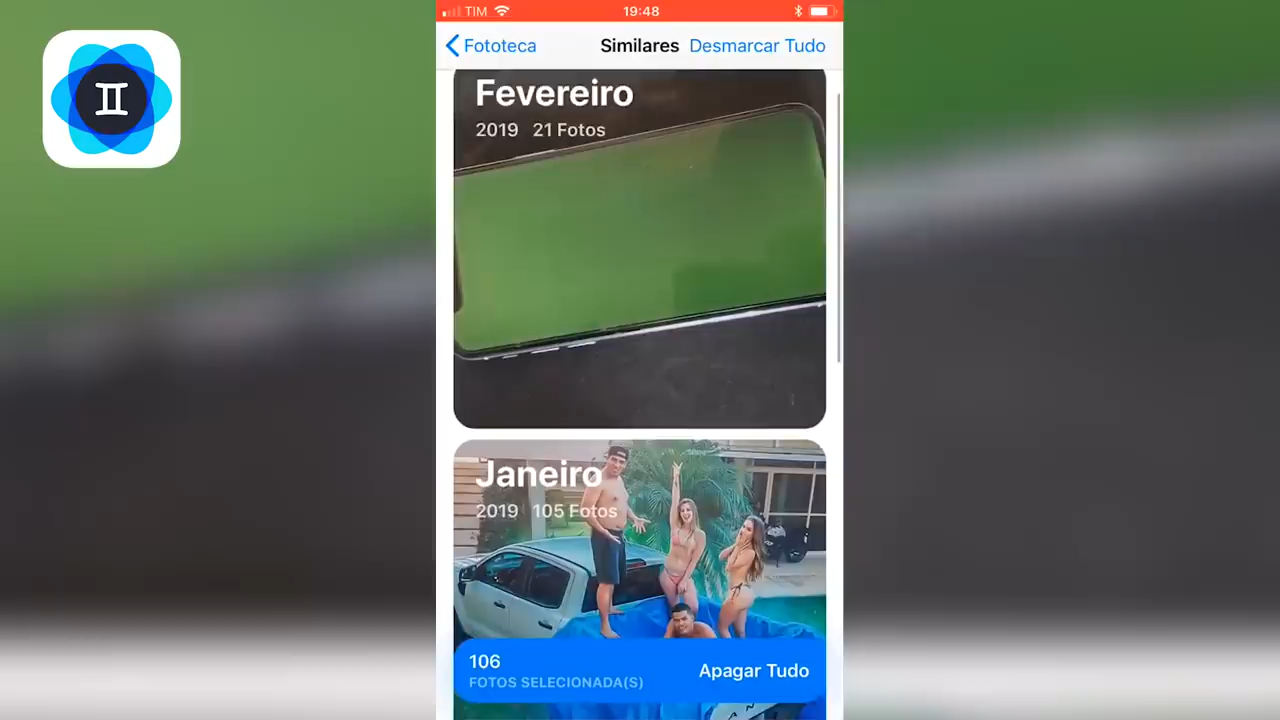 TIM 19:48
Fototeca Similares Desmarcar Tudo
Fevereiro
2019 21 Fotos
Janeiro
2019 105 Fotos
106
FOTOS SELECIONADA(S)
Apagar Tudo